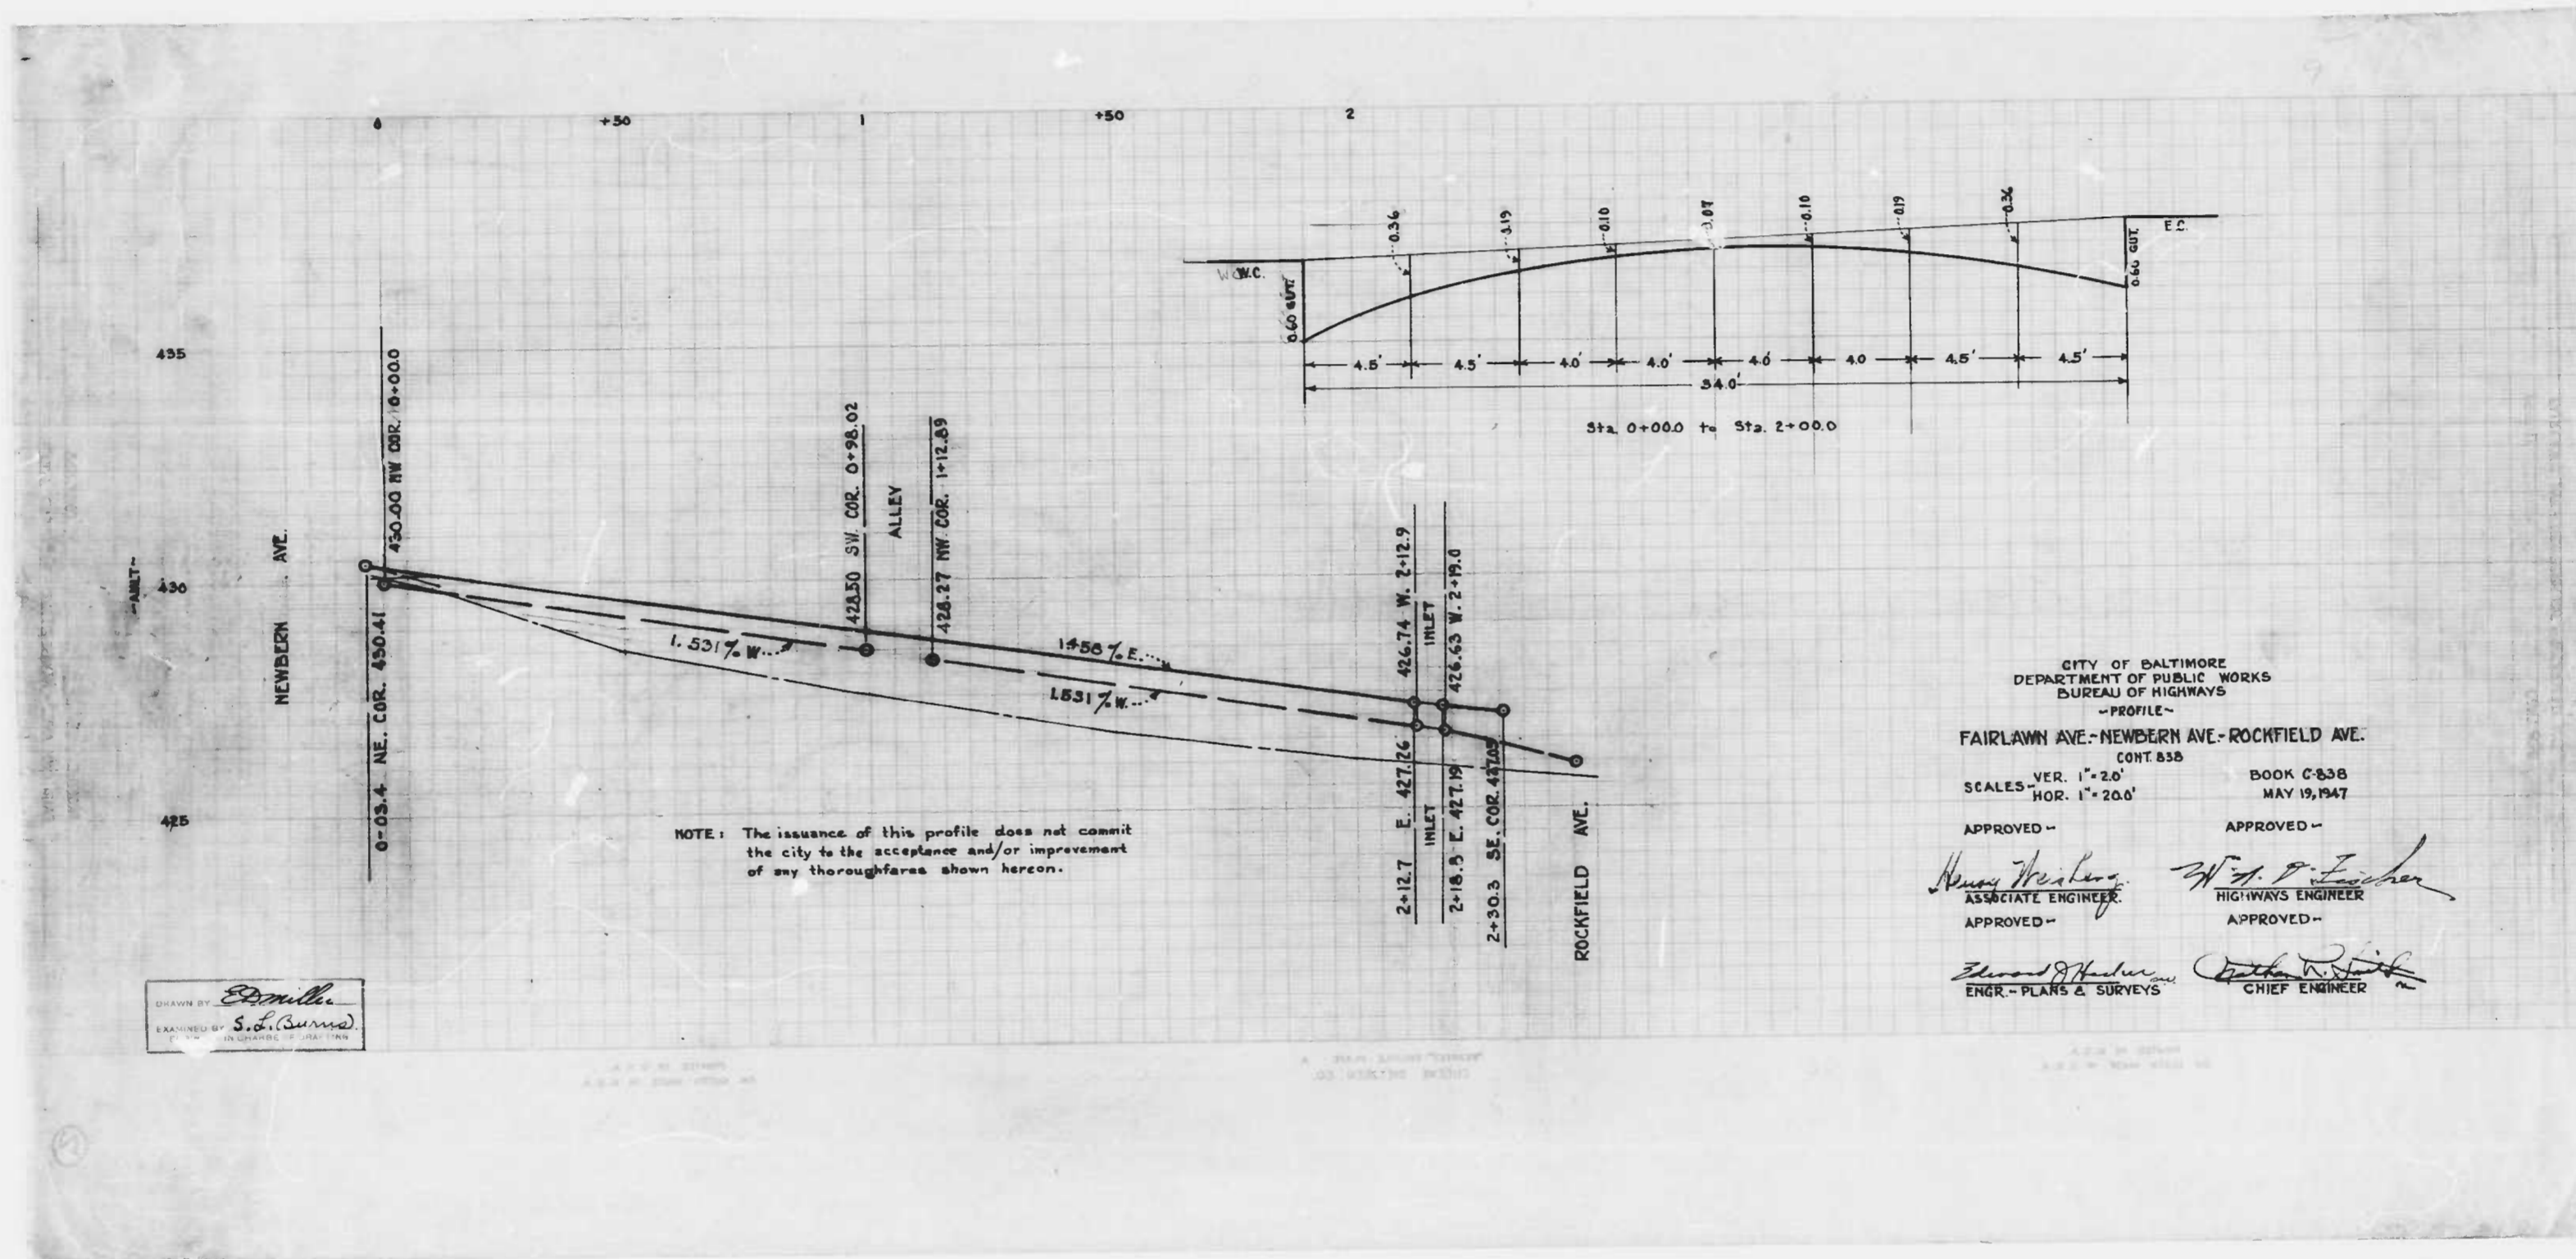 0 +50 1 +50 2
0.36
0.19
0.10
0.07
0.10
0.19
0.36
W.C.
E.C.
0.60 GUT.
0.60 GUT.
4.5' 4.5' 4.0' 4.0' 4.0 4.0 4.5' 4.5'
34.0'
Sta. 0+00.0 to Sta. 2+00.0
435
430
425
NEWBERN AVE.
430.00 NW COR. 0+00.0
0-03.4 NE. COR. 430.41
428.50 SW. COR. 0+98.02
ALLEY
428.27 NW. COR. 1+12.89
1.531% W.
1.458% E.
1.531% W.
426.74 W. 2+12.9
INLET
426.63 W. 2+19.0
2+12.7 E. 427.26
INLET
2+18.8 E. 427.19
2+30.3 SE. COR. 427.03
ROCKFIELD AVE.
NOTE: The issuance of this profile does not commit
the city to the acceptance and/or improvement
of any thoroughfares shown hereon.
CITY OF BALTIMORE
DEPARTMENT OF PUBLIC WORKS
BUREAU OF HIGHWAYS
~PROFILE~
FAIRLAWN AVE.-NEWBERN AVE.-ROCKFIELD AVE.
CONT. 838
SCALES- VER. 1"=2.0'
HOR. 1"=20.0'
BOOK C-838
MAY 19, 1947
APPROVED- APPROVED-
ASSOCIATE ENGINEER. HIGHWAYS ENGINEER
APPROVED- APPROVED-
ENGR.-PLANS & SURVEYS CHIEF ENGINEER
DRAWN BY E.D. Miller
EXAMINED BY S.L. Burns
IN CHARGE OF DRAFTING